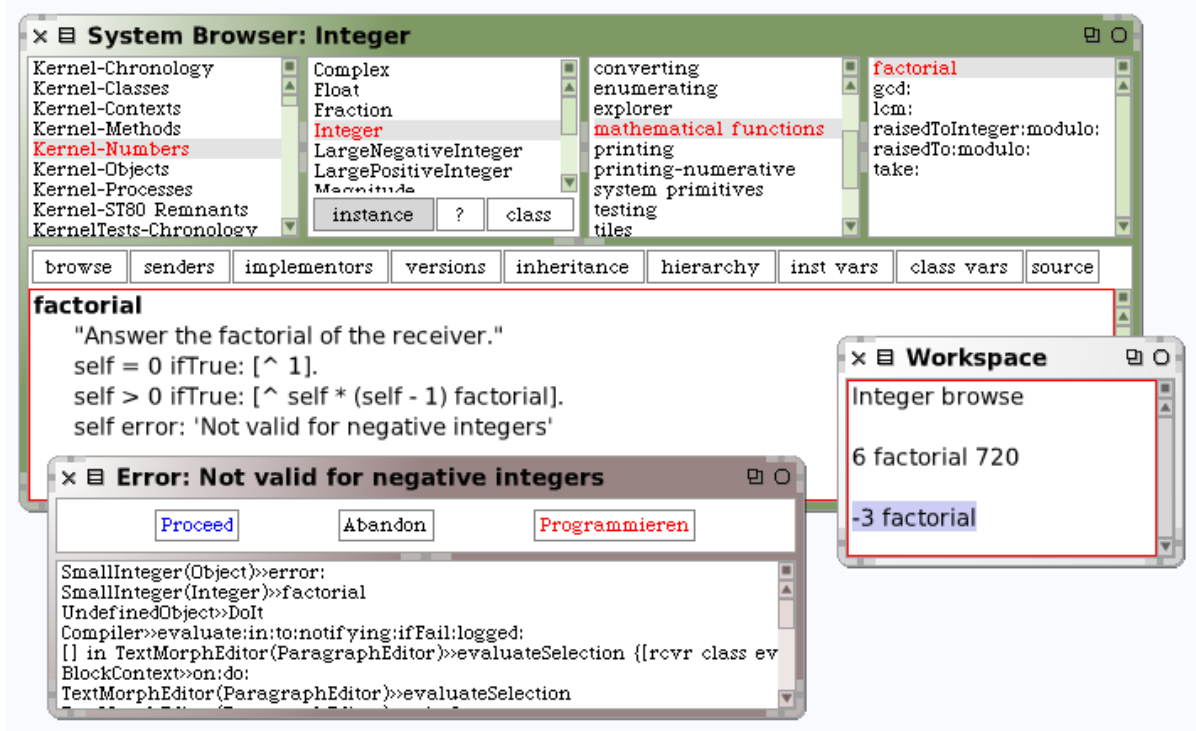 System Browser: Integer
Kernel-Chronology
Kernel-Classes
Kernel-Contexts
Kernel-Methods
Kernel-Numbers
Kernel-Objects
Kernel-Processes
Kernel-ST80 Remnants
KernelTests-Chronology
Complex
Float
Fraction
Integer
LargeNegativeInteger
LargePositiveInteger
Magnitude
instance ? class
converting
enumerating
explorer
mathematical functions
printing
printing-numerative
system primitives
testing
tiles
factorial
gcd:
lcm:
raisedToInteger:modulo:
raisedTo:modulo:
take:
browse senders implementors versions inheritance hierarchy inst vars class vars source
factorial
"Answer the factorial of the receiver."
self = 0 ifTrue: [^ 1].
self > 0 ifTrue: [^ self * (self - 1) factorial].
self error: 'Not valid for negative integers'
Workspace
Integer browse
6 factorial 720
-3 factorial
Error: Not valid for negative integers
Proceed Abandon Programmieren
SmallInteger(Object)>>error:
SmallInteger(Integer)>>factorial
UndefinedObject>>DoIt
Compiler>>evaluate:in:to:notifying:ifFail:logged:
[] in TextMorphEditor(ParagraphEditor)>>evaluateSelection {[rcvr class ev
BlockContext>>on:do:
TextMorphEditor(ParagraphEditor)>>evaluateSelection